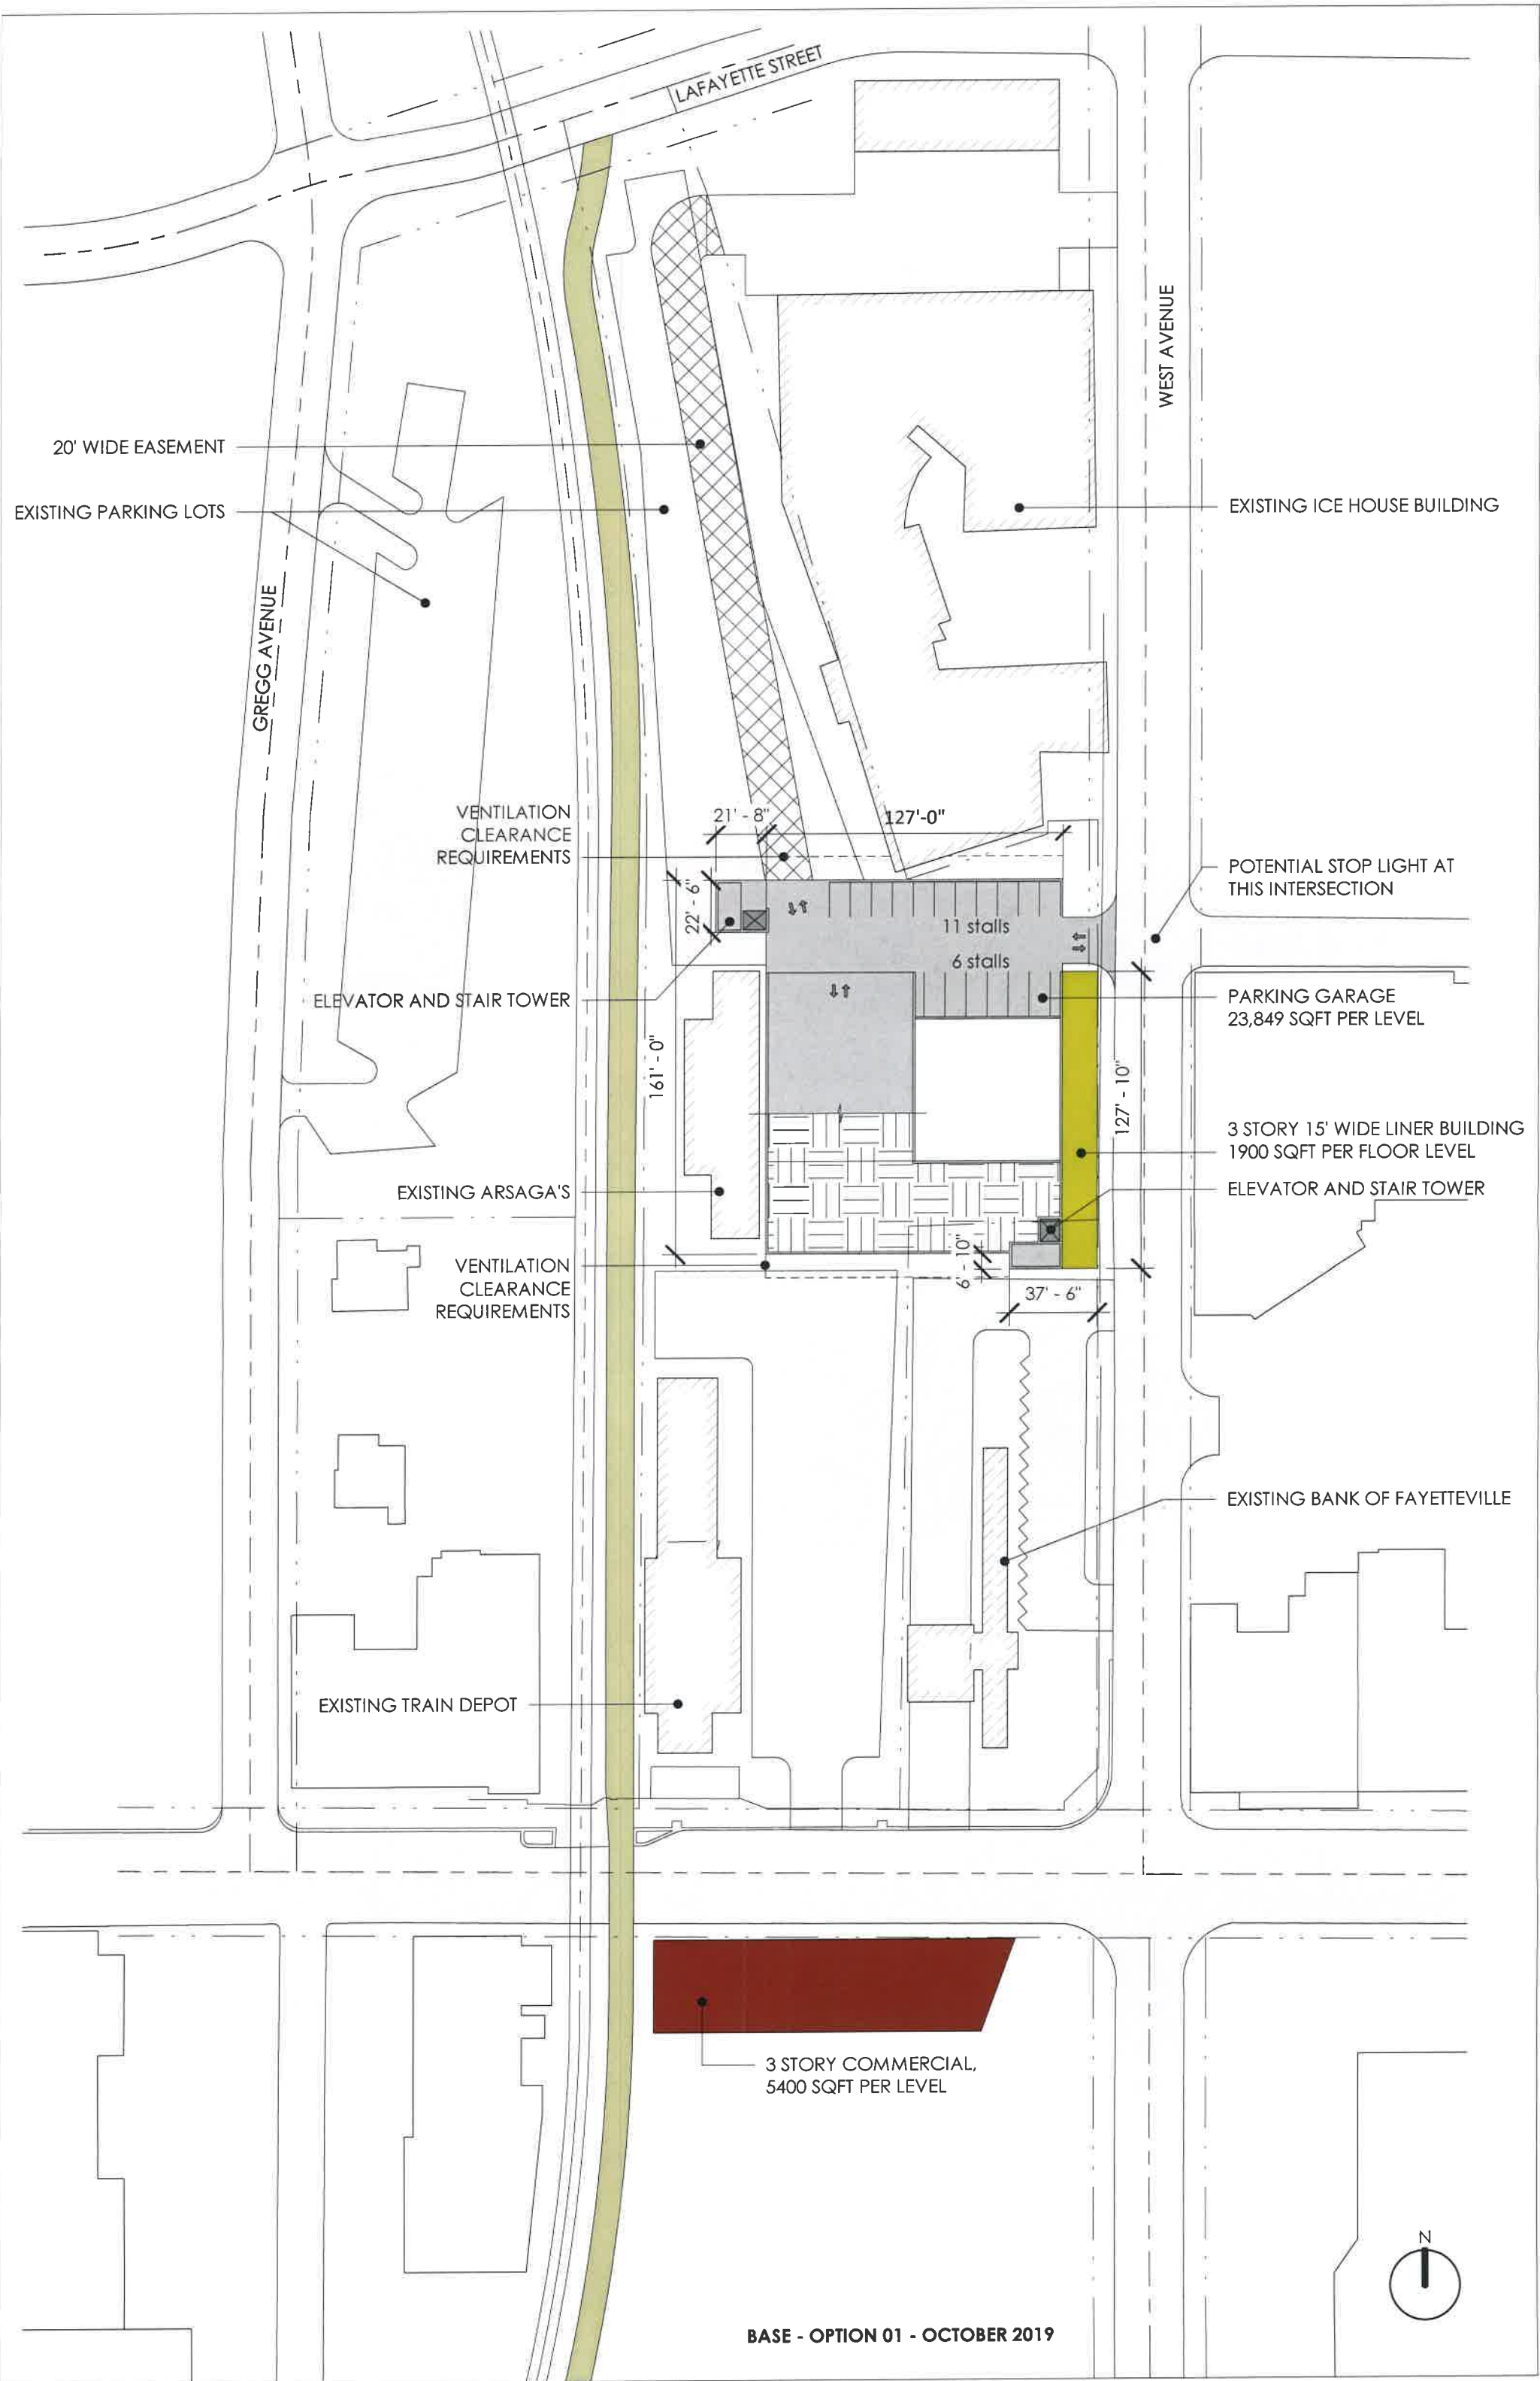 LAFAYETTE STREET
WEST AVENUE
20' WIDE EASEMENT
EXISTING PARKING LOTS
EXISTING ICE HOUSE BUILDING
GREGG AVENUE
VENTILATION
CLEARANCE
REQUIREMENTS
21' - 8"
127'-0"
22' - 6"
POTENTIAL STOP LIGHT AT
THIS INTERSECTION
11 stalls
6 stalls
ELEVATOR AND STAIR TOWER
PARKING GARAGE
23,849 SQFT PER LEVEL
161' - 0"
127' - 10"
3 STORY 15' WIDE LINER BUILDING
1900 SQFT PER FLOOR LEVEL
EXISTING ARSAGA'S
ELEVATOR AND STAIR TOWER
VENTILATION
CLEARANCE
REQUIREMENTS
6' - 10"
37' - 6"
EXISTING BANK OF FAYETTEVILLE
EXISTING TRAIN DEPOT
3 STORY COMMERCIAL,
5400 SQFT PER LEVEL
N
BASE - OPTION 01 - OCTOBER 2019